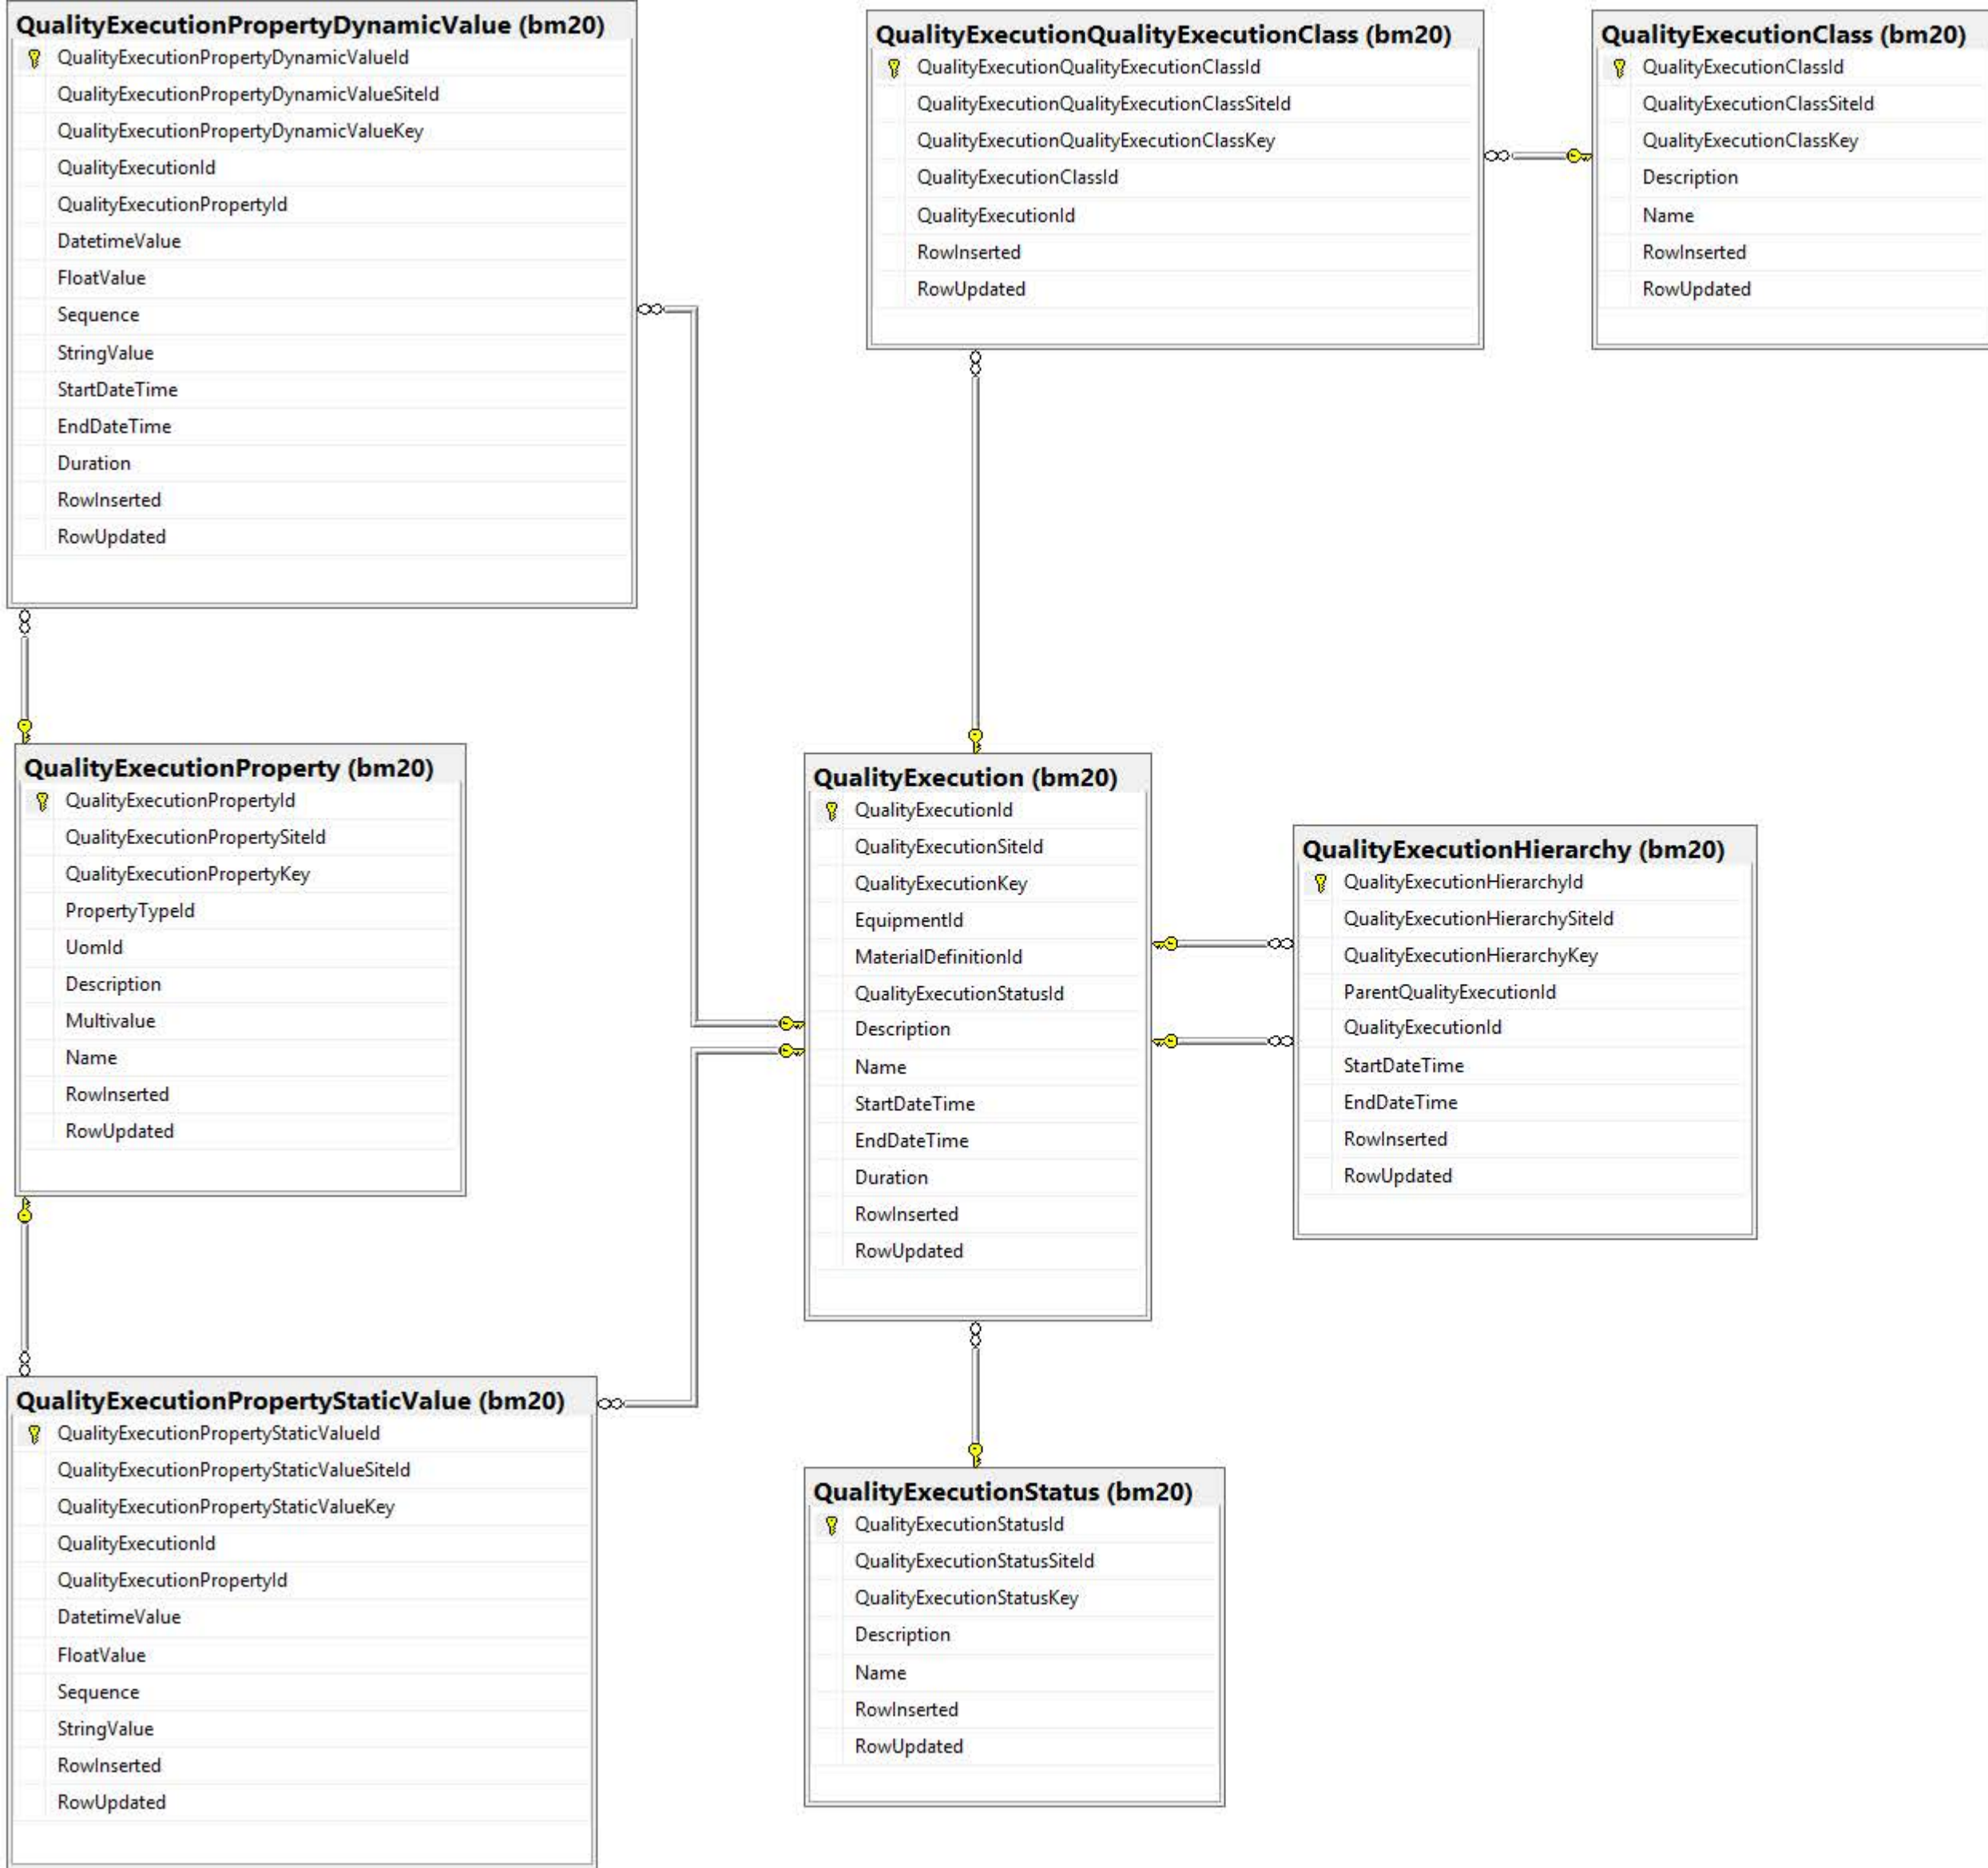 QualityExecutionPropertyDynamicValue (bm20)
QualityExecutionPropertyDynamicValueId
QualityExecutionPropertyDynamicValueSiteId
QualityExecutionPropertyDynamicValueKey
QualityExecutionId
QualityExecutionPropertyId
DatetimeValue
FloatValue
Sequence
StringValue
StartDateTime
EndDateTime
Duration
RowInserted
RowUpdated
QualityExecutionQualityExecutionClass (bm20)
QualityExecutionQualityExecutionClassId
QualityExecutionQualityExecutionClassSiteId
QualityExecutionQualityExecutionClassKey
QualityExecutionClassId
QualityExecutionId
RowInserted
RowUpdated
QualityExecutionClass (bm20)
QualityExecutionClassId
QualityExecutionClassSiteId
QualityExecutionClassKey
Description
Name
RowInserted
RowUpdated
QualityExecutionProperty (bm20)
QualityExecutionPropertyId
QualityExecutionPropertySiteId
QualityExecutionPropertyKey
PropertyTypeId
UomId
Description
Multivalue
Name
RowInserted
RowUpdated
QualityExecution (bm20)
QualityExecutionId
QualityExecutionSiteId
QualityExecutionKey
EquipmentId
MaterialDefinitionId
QualityExecutionStatusId
Description
Name
StartDateTime
EndDateTime
Duration
RowInserted
RowUpdated
QualityExecutionHierarchy (bm20)
QualityExecutionHierarchyId
QualityExecutionHierarchySiteId
QualityExecutionHierarchyKey
ParentQualityExecutionId
QualityExecutionId
StartDateTime
EndDateTime
RowInserted
RowUpdated
QualityExecutionPropertyStaticValue (bm20)
QualityExecutionPropertyStaticValueId
QualityExecutionPropertyStaticValueSiteId
QualityExecutionPropertyStaticValueKey
QualityExecutionId
QualityExecutionPropertyId
DatetimeValue
FloatValue
Sequence
StringValue
RowInserted
RowUpdated
QualityExecutionStatus (bm20)
QualityExecutionStatusId
QualityExecutionStatusSiteId
QualityExecutionStatusKey
Description
Name
RowInserted
RowUpdated